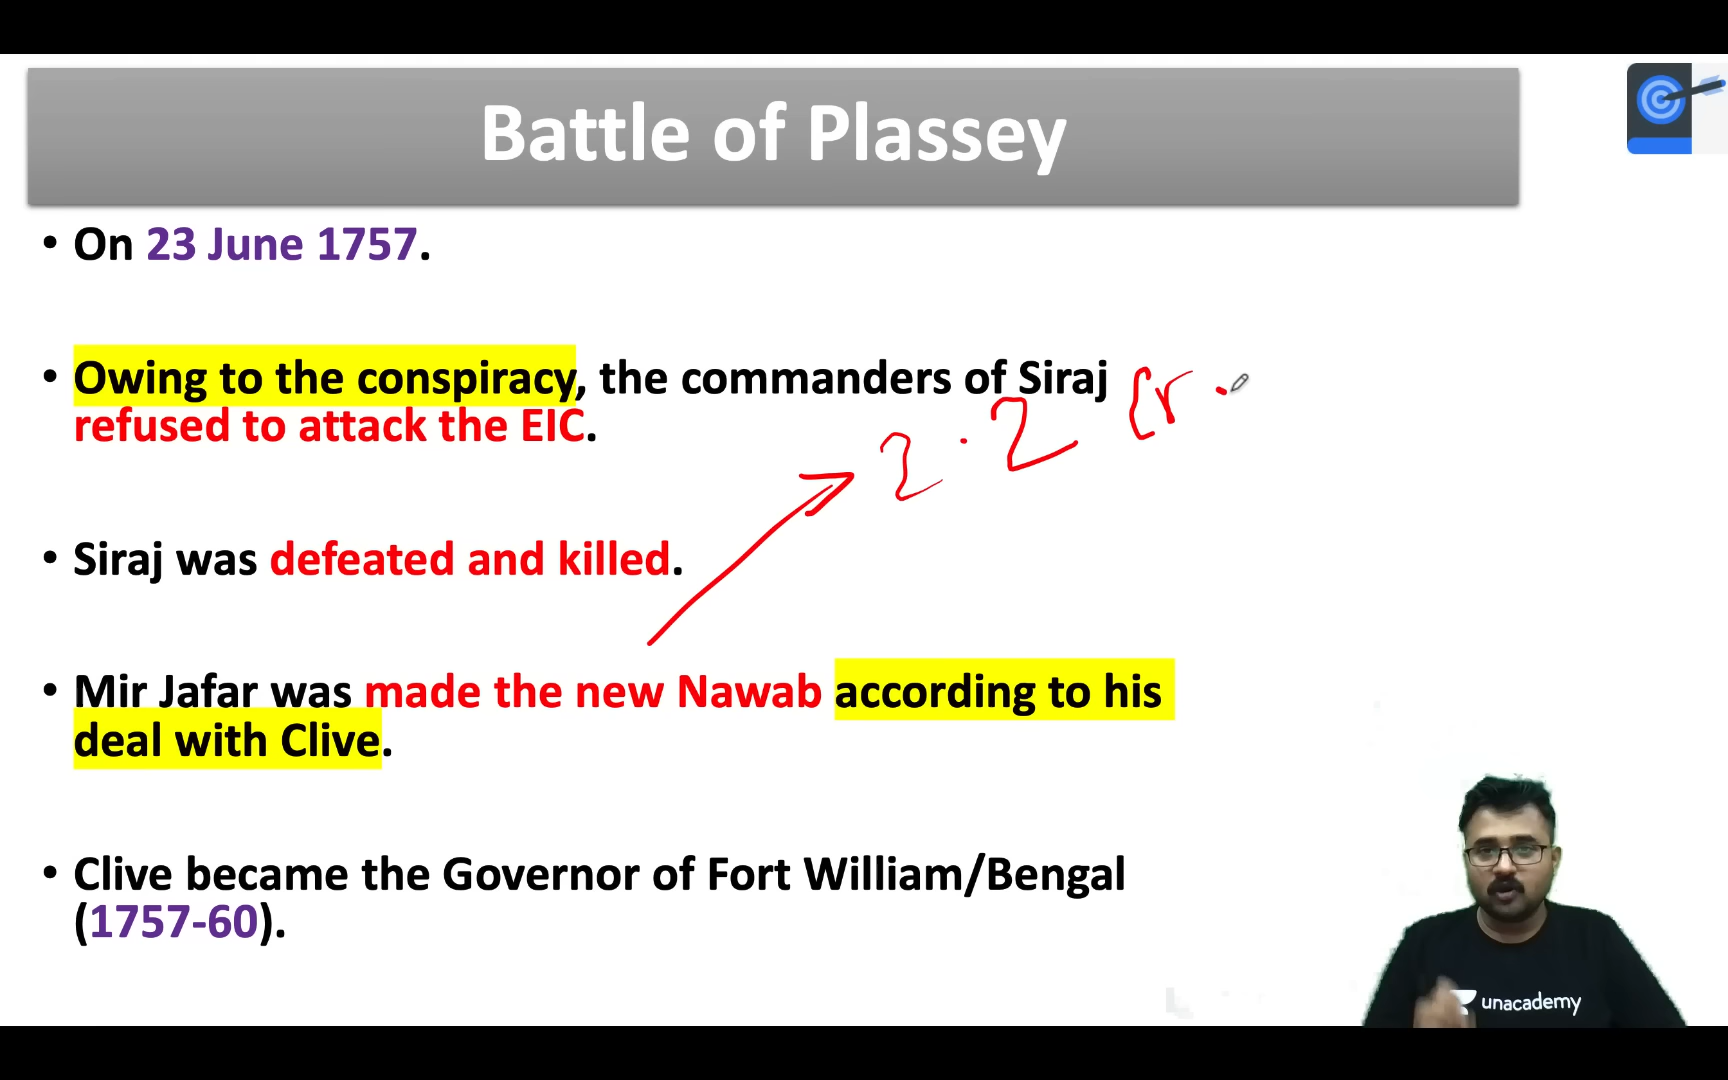 Battle of Plassey
• On 23 June 1757.
• Owing to the conspiracy, the commanders of Siraj
refused to attack the EIC.
2.2 Cr.
• Siraj was defeated and killed.
• Mir Jafar was made the new Nawab according to his
deal with Clive.
• Clive became the Governor of Fort William/Bengal
(1757-60).
unacademy